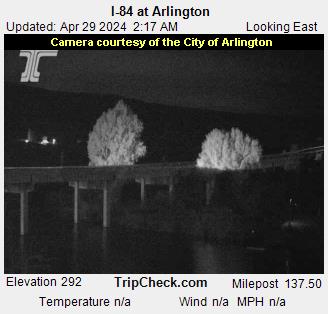 I-84 at Arlington
Updated: Apr 29 2024 2:17 AM Looking East
Camera courtesy of the City of Arlington
Elevation 292 TripCheck.com Milepost 137.50
Temperature n/a Wind n/a MPH n/a